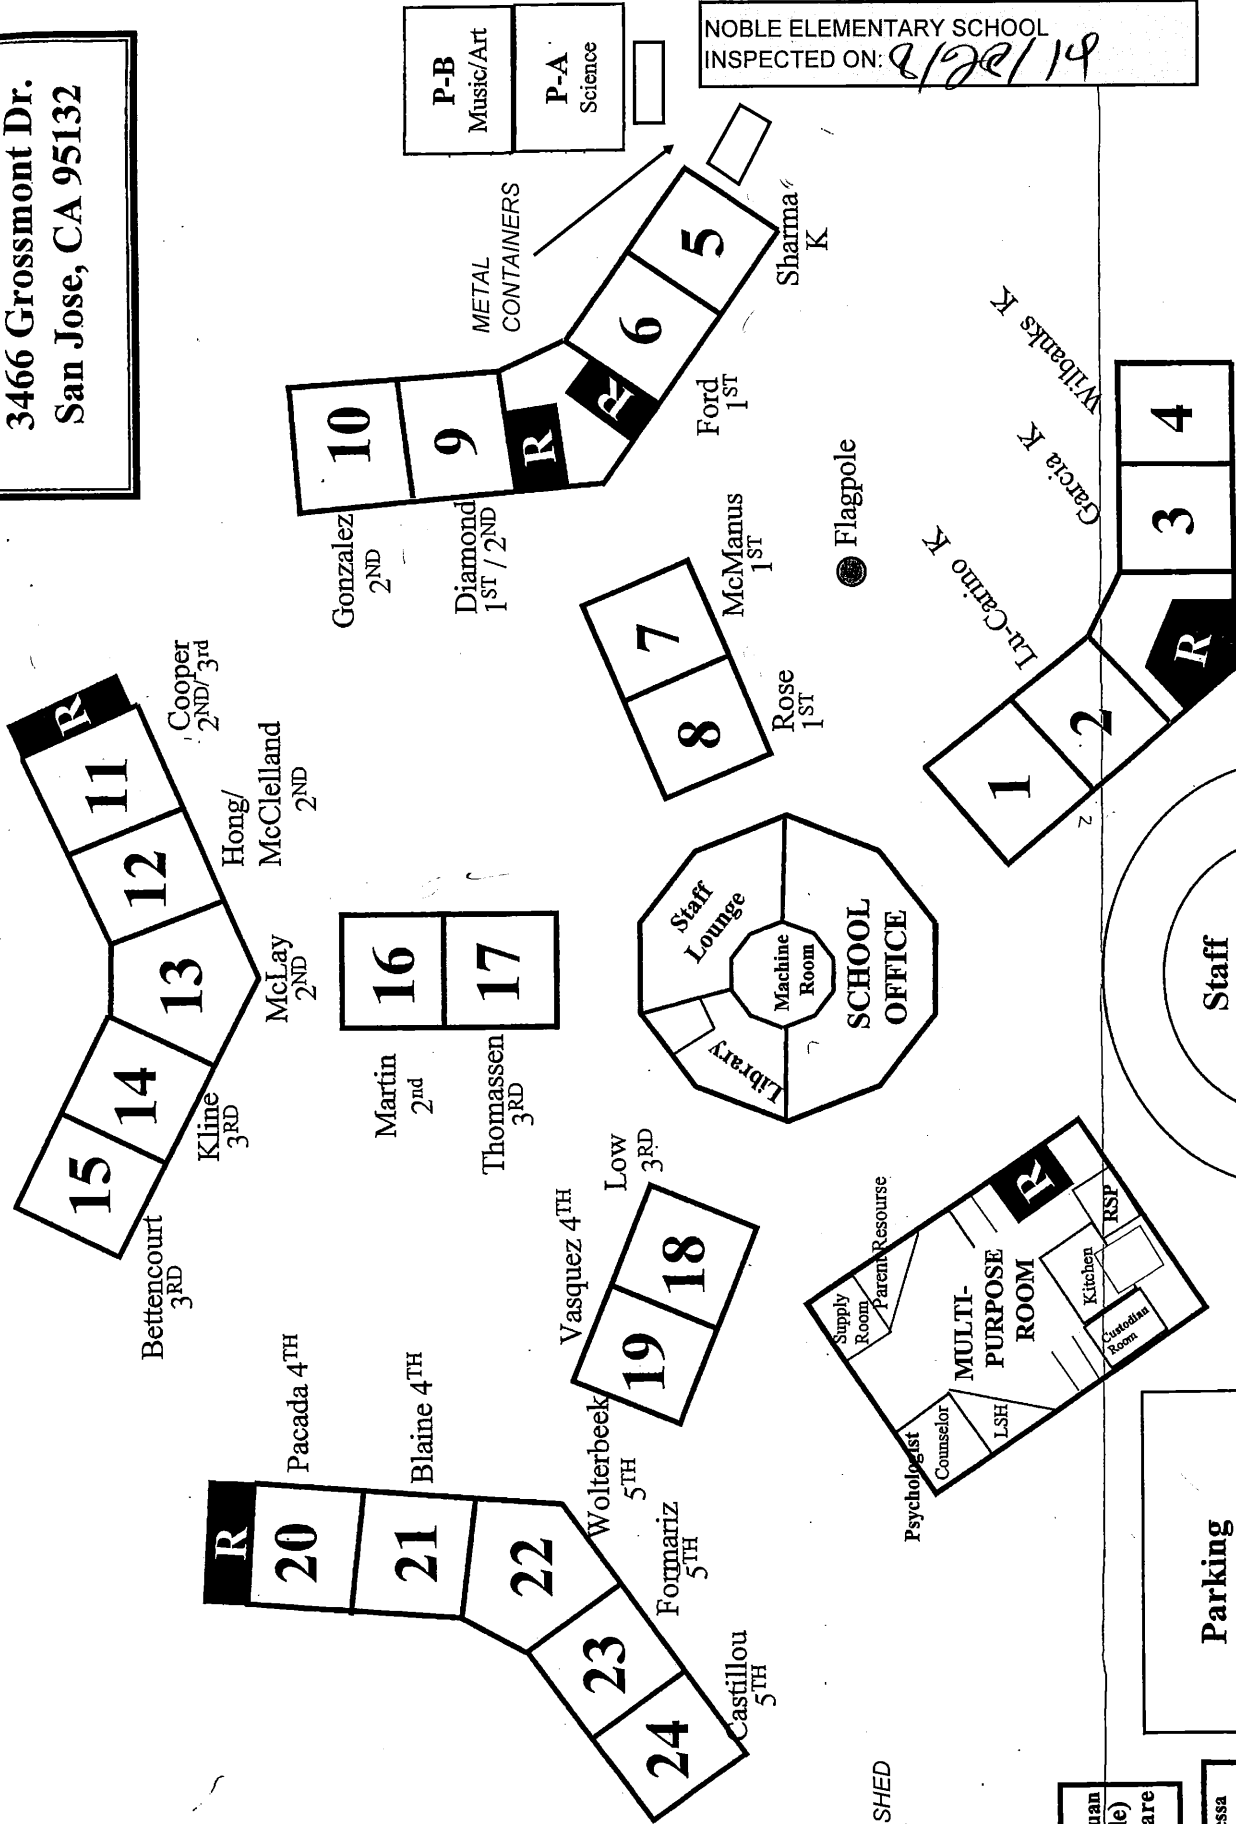 3466 Grossmont Dr.
San Jose, CA 95132
NOBLE ELEMENTARY SCHOOL
INSPECTED ON:
P-B
Music/Art
P-A
Science
METAL
CONTAINERS
5
Sharma
K
6
Ford
1ST
R
R
9
Diamond
1ST / 2ND
10
Gonzalez
2ND
7
McManus
1ST
8
Rose
1ST
Flagpole
Wilbanks K
Garcia K
Lu-Carino K
4
3
R
2
1
R
11
Cooper
2ND/ 3rd
12
Hong/
McClelland
2ND
13
McLay
2ND
14
Kline
3RD
15
Bettencourt
3RD
16
Martin
2nd
17
Thomassen
3RD
Staff
Lounge
Machine
Room
Library
SCHOOL
OFFICE
Staff
18
Low
3RD
19
Vasquez 4TH
R
20
Pacada 4TH
21
Blaine 4TH
22
Wolterbeek
5TH
23
Formariz
5TH
24
Castillou
5TH
Supply
Room
Parent Resourse
R
RSP
Kitchen
MULTI-
PURPOSE
ROOM
Custodian
Room
LSH
Counselor
Psychologist
Parking
SHED